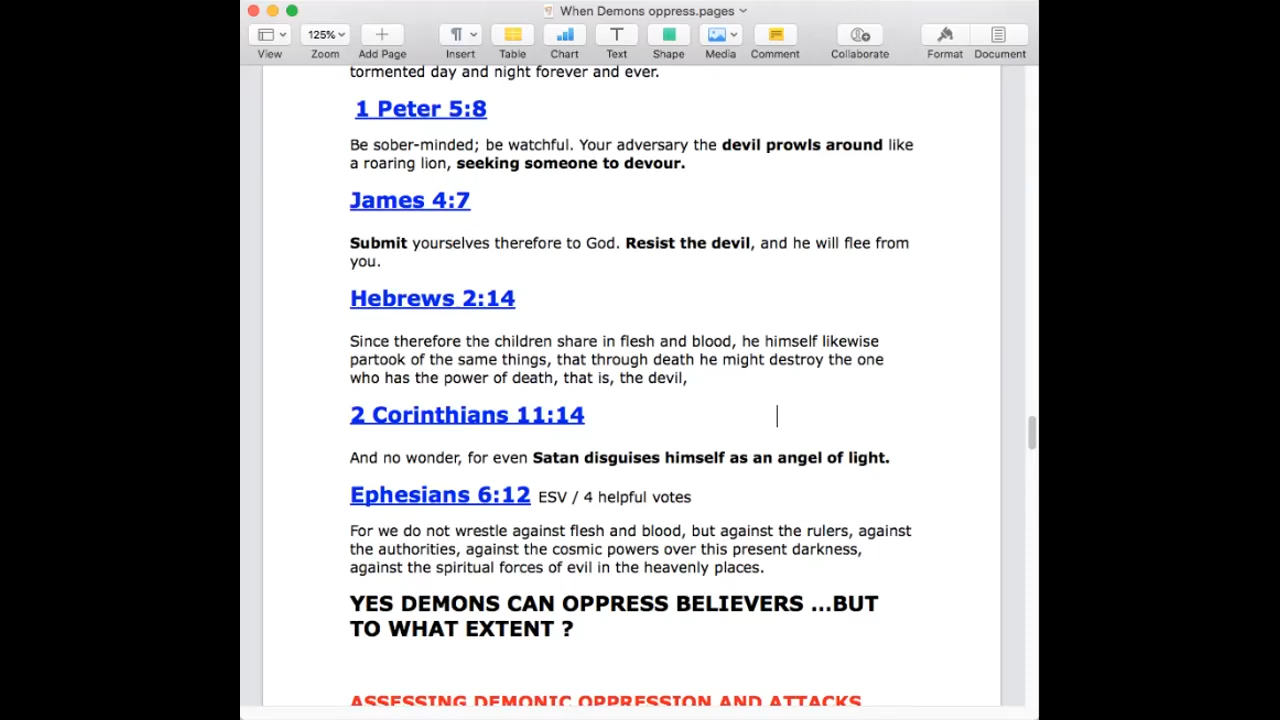 When Demons oppress.pages
125%
View
Zoom
Add Page
Insert
Table
Chart
Text
Shape
Media
Comment
Collaborate
Format
Document
tormented day and night forever and ever.
1 Peter 5:8
Be sober-minded; be watchful. Your adversary the devil prowls around like
a roaring lion, seeking someone to devour.
James 4:7
Submit yourselves therefore to God. Resist the devil, and he will flee from
you.
Hebrews 2:14
Since therefore the children share in flesh and blood, he himself likewise
partook of the same things, that through death he might destroy the one
who has the power of death, that is, the devil,
2 Corinthians 11:14
And no wonder, for even Satan disguises himself as an angel of light.
Ephesians 6:12 ESV / 4 helpful votes
For we do not wrestle against flesh and blood, but against the rulers, against
the authorities, against the cosmic powers over this present darkness,
against the spiritual forces of evil in the heavenly places.
YES DEMONS CAN OPPRESS BELIEVERS ...BUT
TO WHAT EXTENT ?
ASSESSING DEMONIC OPPRESSION AND ATTACKS